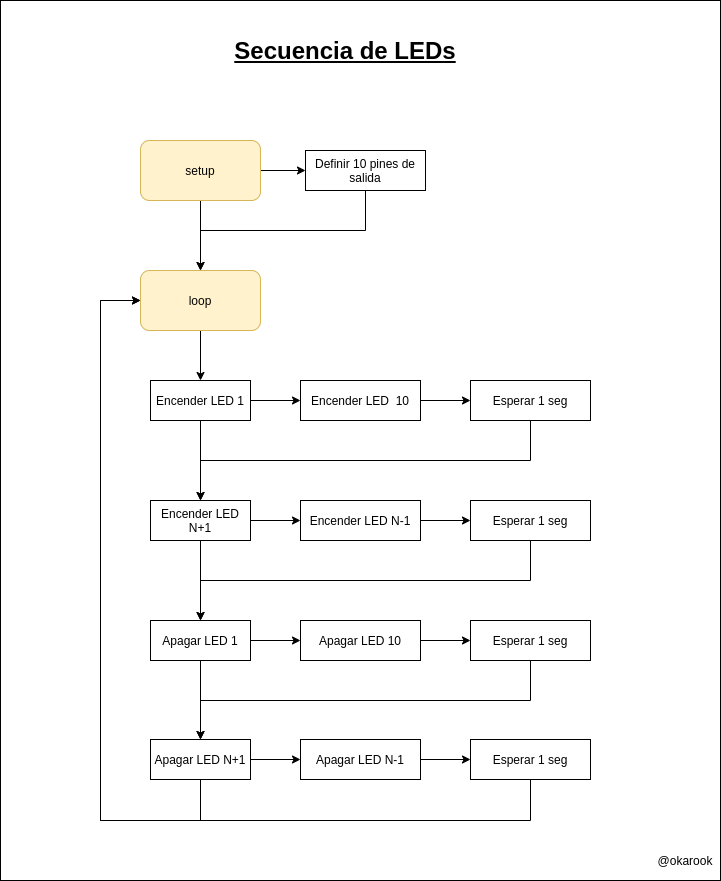 Secuencia de LEDs
setup
Definir 10 pines de
salida
loop
Encender LED 1
Encender LED  10
Esperar 1 seg
Encender LED
N+1
Encender LED N-1
Esperar 1 seg
Apagar LED 1
Apagar LED 10
Esperar 1 seg
Apagar LED N+1
Apagar LED N-1
Esperar 1 seg
@okarook